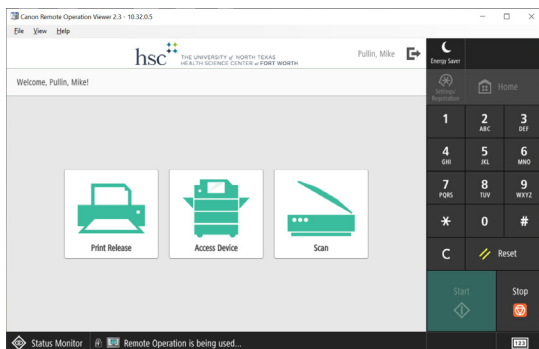 Canon Remote Operation Viewer 2.3 - 10.32.0.5
File View Help
hsc
THE UNIVERSITY of NORTH TEXAS
HEALTH SCIENCE CENTER at FORT WORTH
Pullin, Mike
Welcome, Pullin, Mike!
Print Release
Access Device
Scan
Energy Saver
Settings/
Registration
Home
1
2
ABC
3
DEF
4
GHI
5
JKL
6
MNO
7
PQRS
8
TUV
9
WXYZ
*
0
#
C
Reset
Start
Stop
Status Monitor
Remote Operation is being used...
123